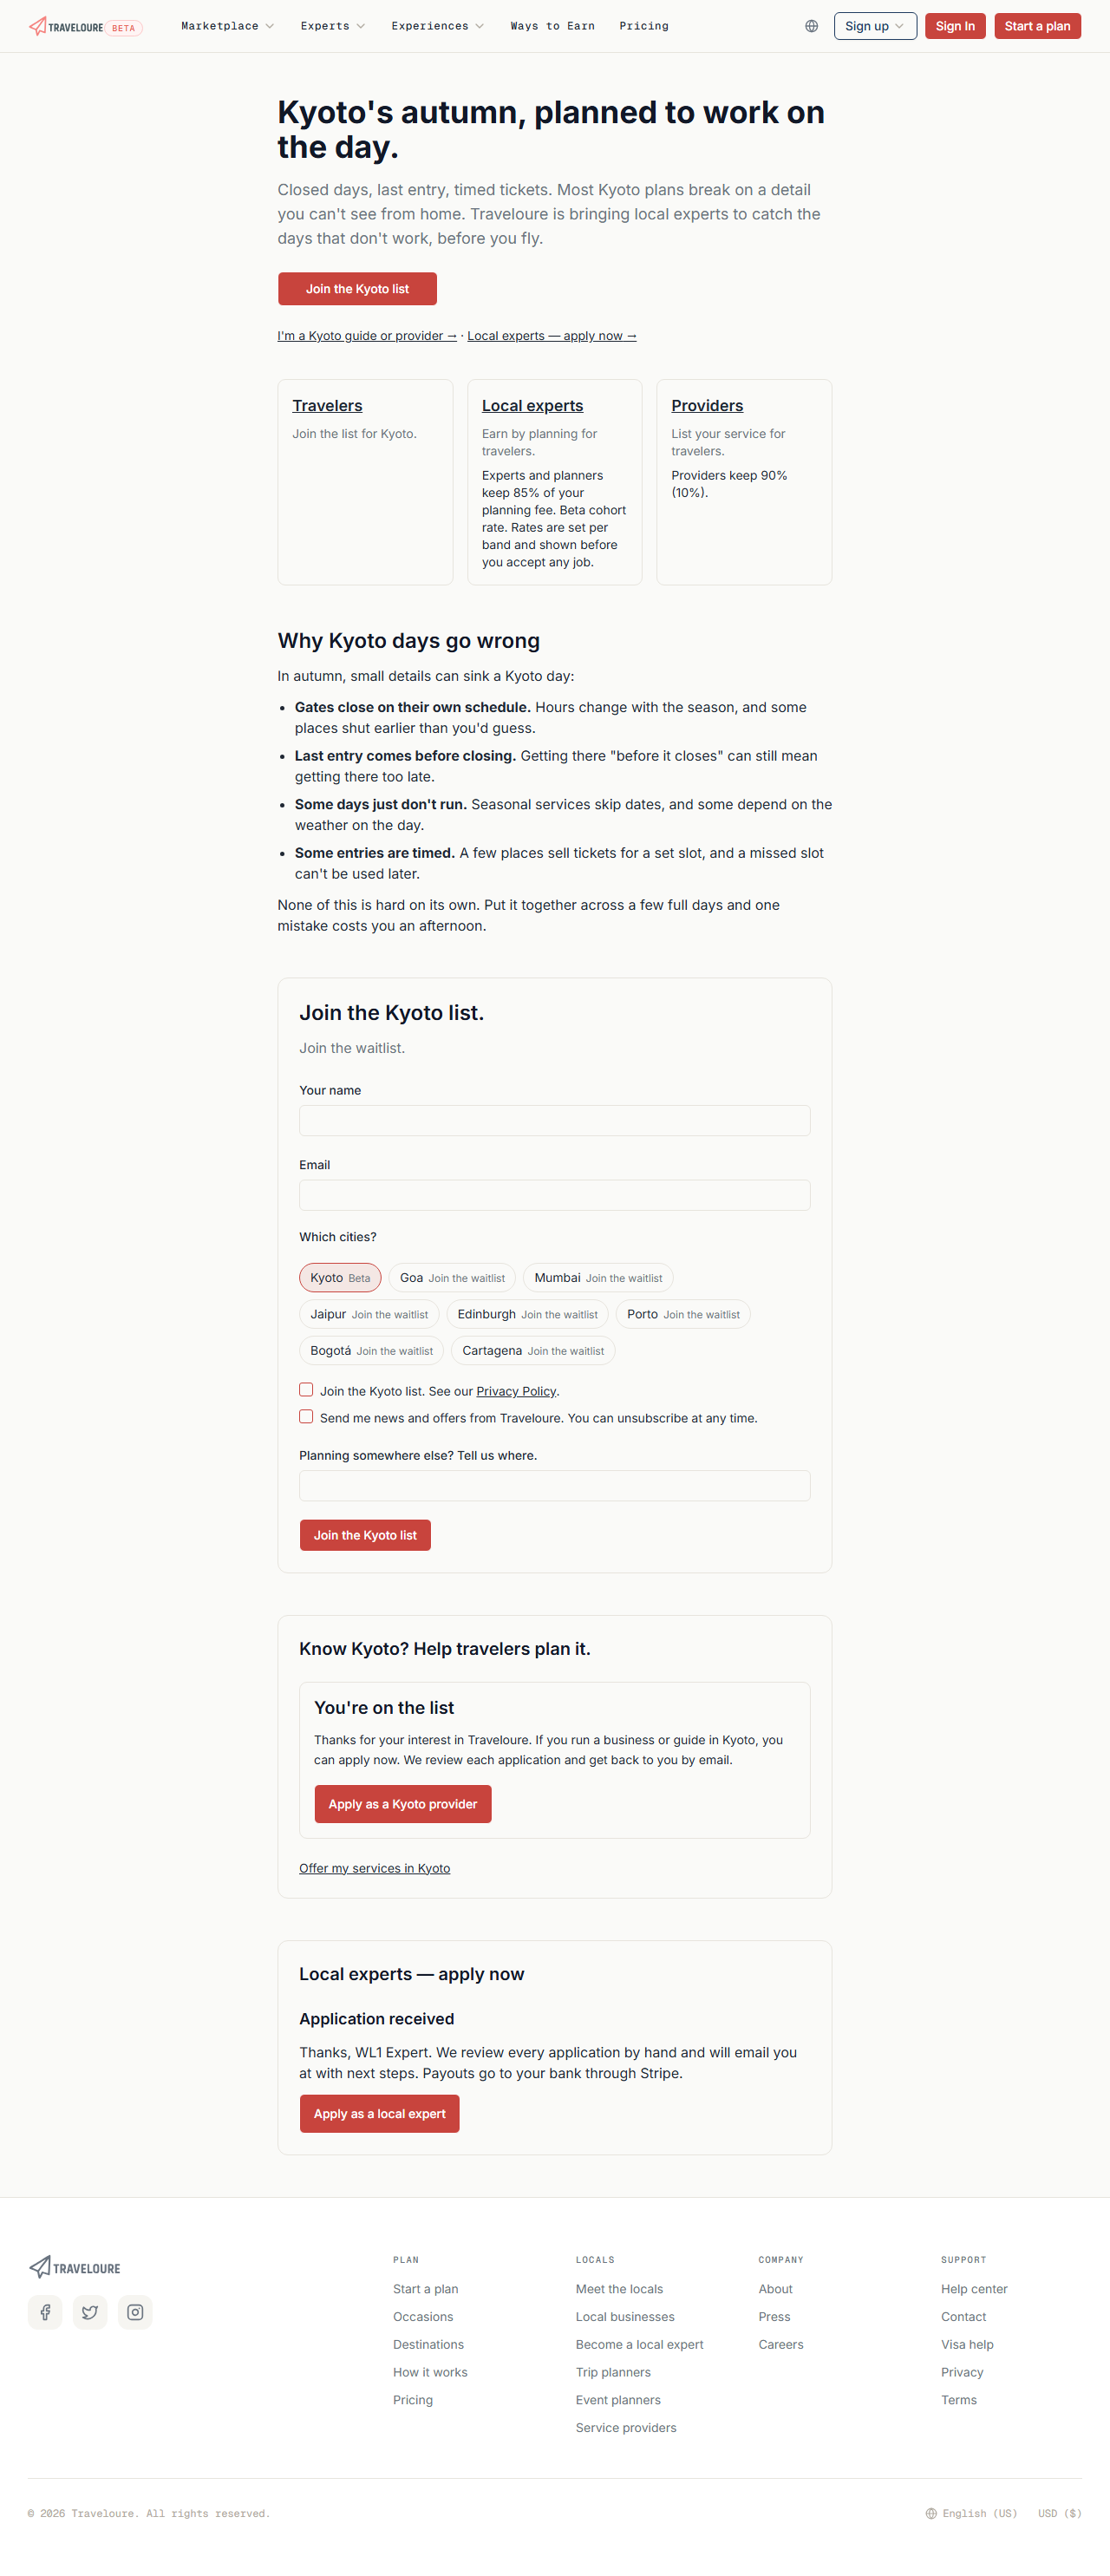 TRAVELOURE BETA
Marketplace
Experts
Experiences
Ways to Earn
Pricing
Sign up
Sign In
Start a plan
Kyoto's autumn, planned to work on
the day.
Closed days, last entry, timed tickets. Most Kyoto plans break on a detail
you can't see from home. Traveloure is bringing local experts to catch the
days that don't work, before you fly.
Join the Kyoto list
I'm a Kyoto guide or provider → · Local experts — apply now →
Travelers
Join the list for Kyoto.
Local experts
Earn by planning for
travelers.
Experts and planners
keep 85% of your
planning fee. Beta cohort
rate. Rates are set per
band and shown before
you accept any job.
Providers
List your service for
travelers.
Providers keep 90%
(10%).
Why Kyoto days go wrong
In autumn, small details can sink a Kyoto day:
• Gates close on their own schedule. Hours change with the season, and some
places shut earlier than you'd guess.
• Last entry comes before closing. Getting there "before it closes" can still mean
getting there too late.
• Some days just don't run. Seasonal services skip dates, and some depend on the
weather on the day.
• Some entries are timed. A few places sell tickets for a set slot, and a missed slot
can't be used later.
None of this is hard on its own. Put it together across a few full days and one
mistake costs you an afternoon.
Join the Kyoto list.
Join the waitlist.
Your name
Email
Which cities?
Kyoto Beta
Goa Join the waitlist
Mumbai Join the waitlist
Jaipur Join the waitlist
Edinburgh Join the waitlist
Porto Join the waitlist
Bogotá Join the waitlist
Cartagena Join the waitlist
Join the Kyoto list. See our Privacy Policy.
Send me news and offers from Traveloure. You can unsubscribe at any time.
Planning somewhere else? Tell us where.
Join the Kyoto list
Know Kyoto? Help travelers plan it.
You're on the list
Thanks for your interest in Traveloure. If you run a business or guide in Kyoto, you
can apply now. We review each application and get back to you by email.
Apply as a Kyoto provider
Offer my services in Kyoto
Local experts — apply now
Application received
Thanks, WL1 Expert. We review every application by hand and will email you
at with next steps. Payouts go to your bank through Stripe.
Apply as a local expert
TRAVELOURE
PLAN
Start a plan
Occasions
Destinations
How it works
Pricing
LOCALS
Meet the locals
Local businesses
Become a local expert
Trip planners
Event planners
Service providers
COMPANY
About
Press
Careers
SUPPORT
Help center
Contact
Visa help
Privacy
Terms
© 2026 Traveloure. All rights reserved.
English (US)
USD ($)